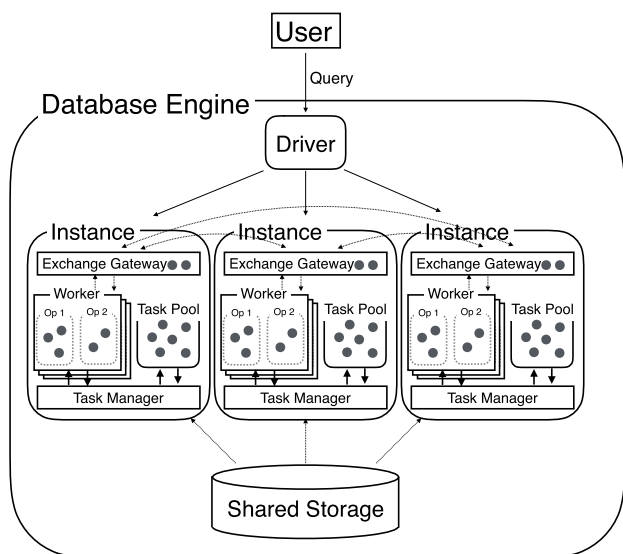 User
Query
Database Engine
Driver
Instance
Exchange Gateway
Worker
Op 1
Op 2
Task Pool
Task Manager
Instance
Exchange Gateway
Worker
Op 1
Op 2
Task Pool
Task Manager
Instance
Exchange Gateway
Worker
Op 1
Op 2
Task Pool
Task Manager
Shared Storage